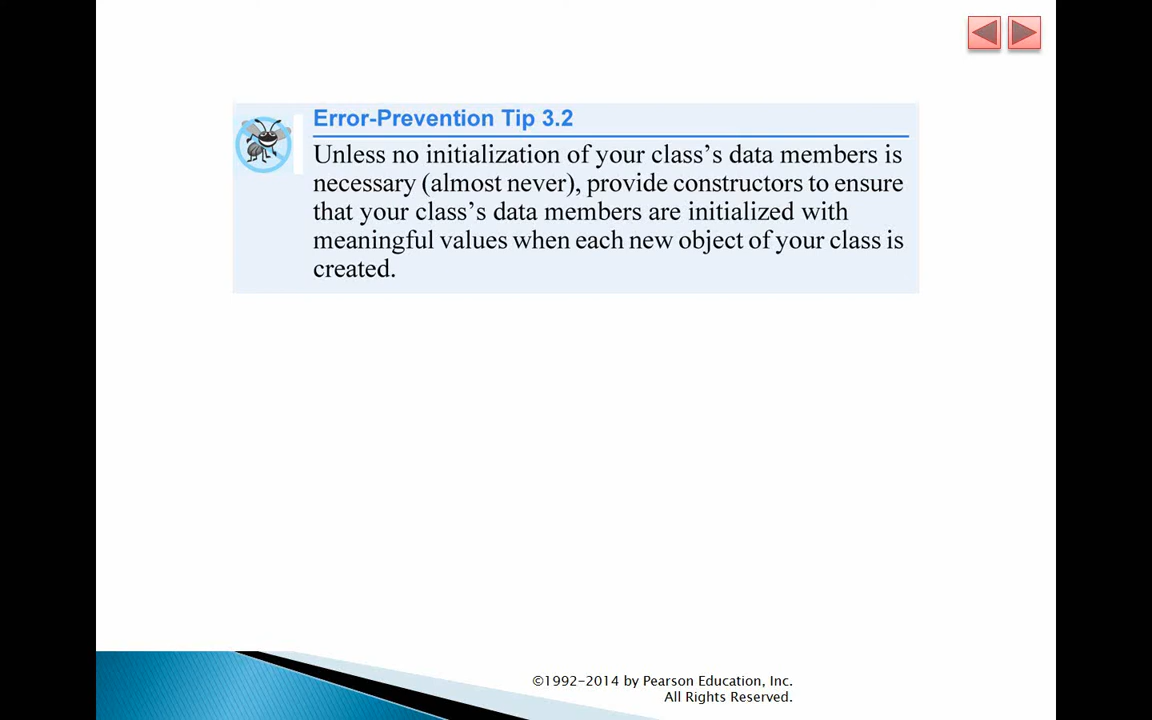 Error-Prevention Tip 3.2
Unless no initialization of your class’s data members is
necessary (almost never), provide constructors to ensure
that your class’s data members are initialized with
meaningful values when each new object of your class is
created.
©1992-2014 by Pearson Education, Inc.
All Rights Reserved.